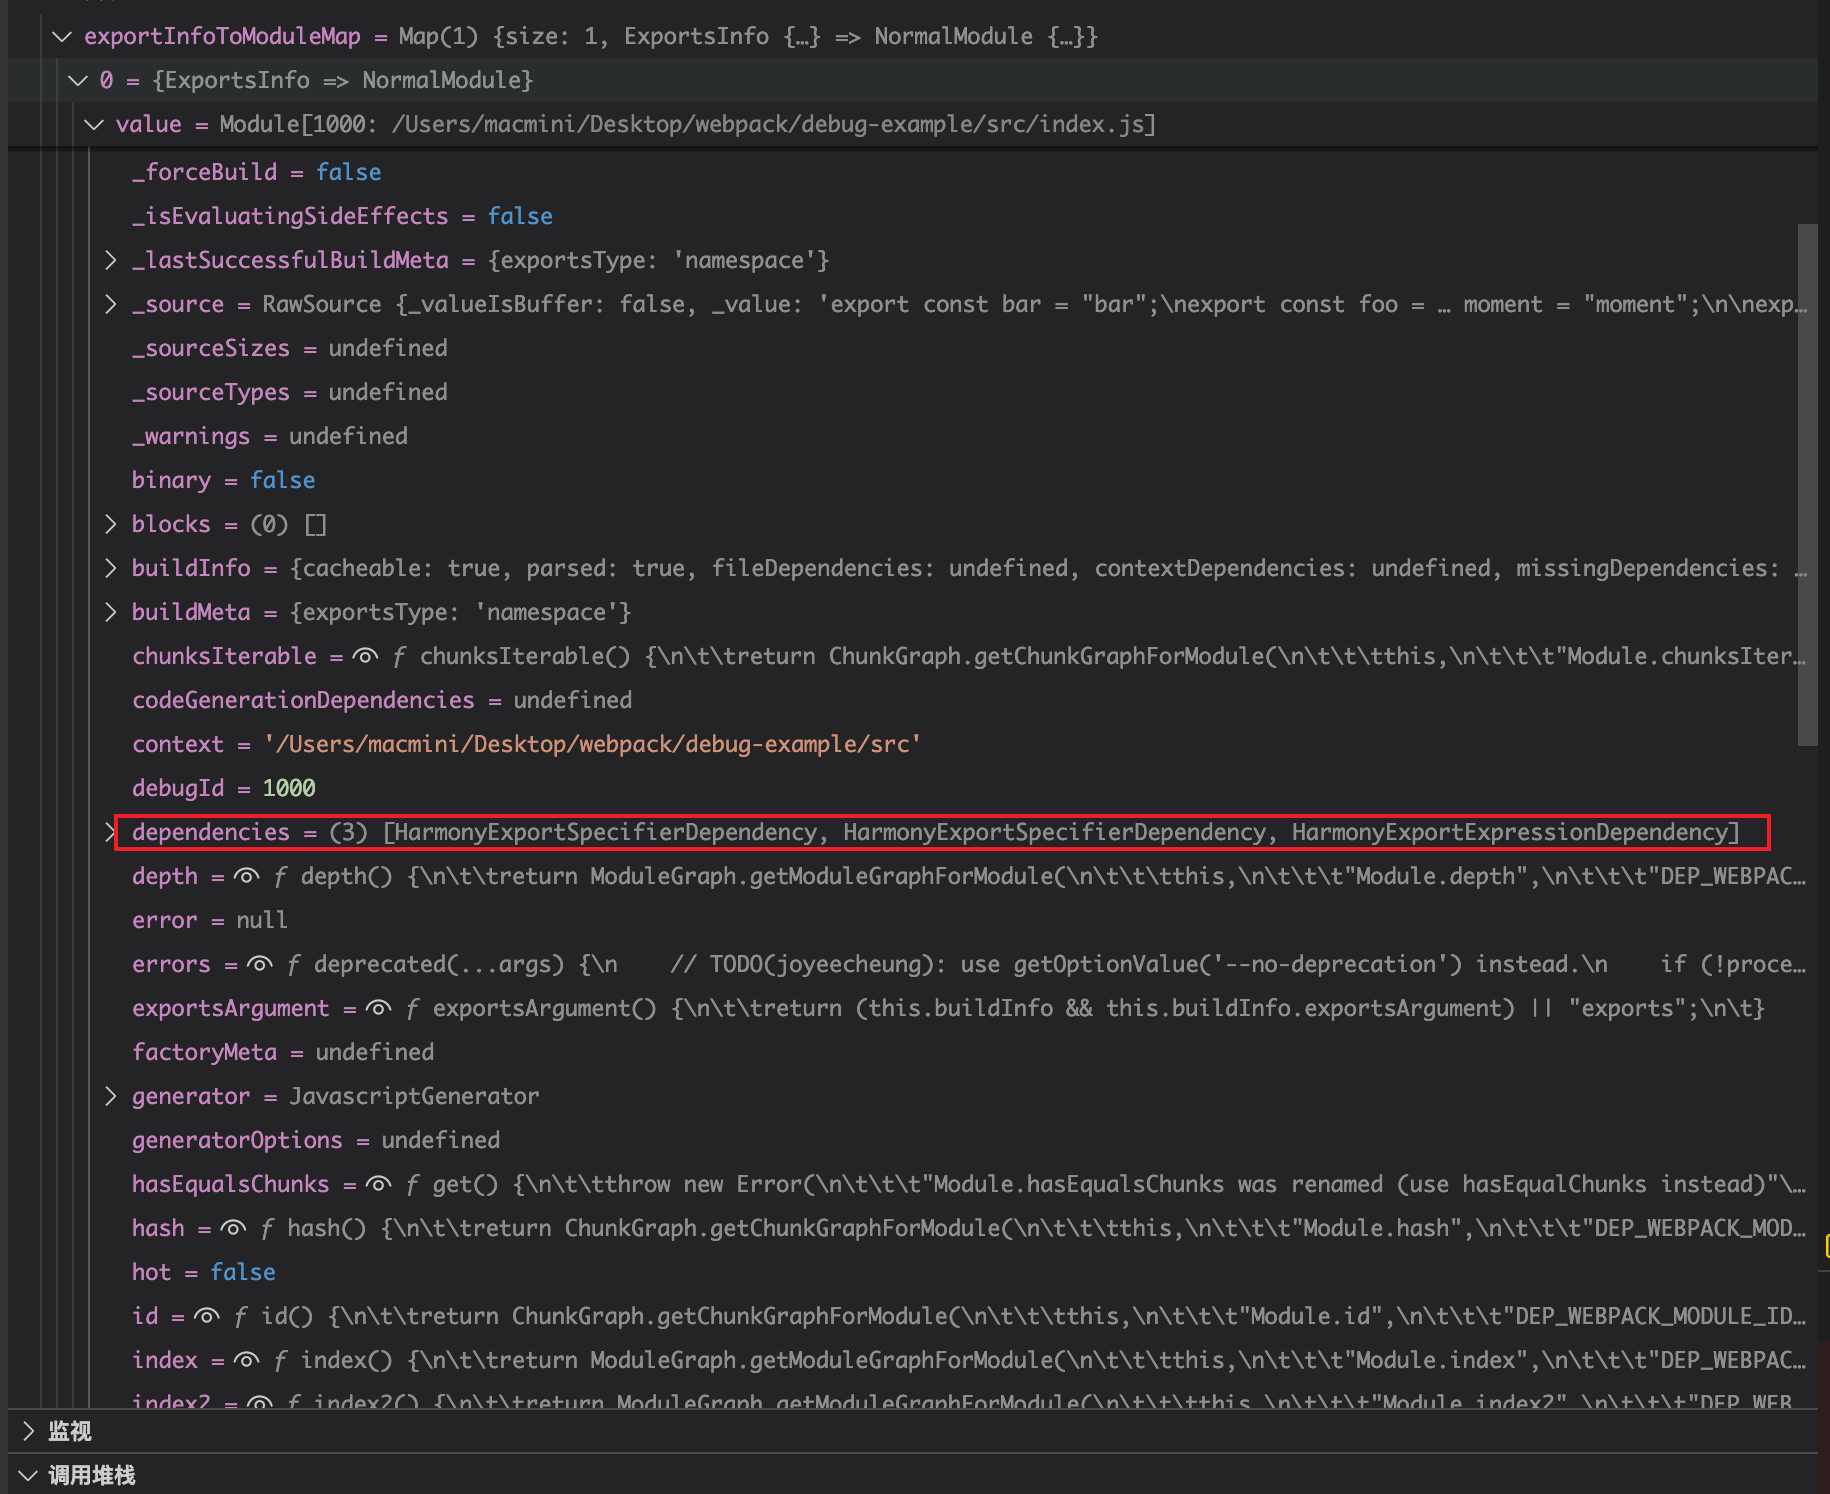 exportInfoToModuleMap = Map(1) {size: 1, ExportsInfo {…} => NormalModule {…}}
0 = {ExportsInfo => NormalModule}
value = Module[1000: /Users/macmini/Desktop/webpack/debug-example/src/index.js]
_forceBuild = false
_isEvaluatingSideEffects = false
_lastSuccessfulBuildMeta = {exportsType: 'namespace'}
_source = RawSource {_valueIsBuffer: false, _value: 'export const bar = "bar";\nexport const foo = … moment = "moment";\n\nexp…
_sourceSizes = undefined
_sourceTypes = undefined
_warnings = undefined
binary = false
blocks = (0) []
buildInfo = {cacheable: true, parsed: true, fileDependencies: undefined, contextDependencies: undefined, missingDependencies: …
buildMeta = {exportsType: 'namespace'}
chunksIterable = ƒ chunksIterable() {\n\t\treturn ChunkGraph.getChunkGraphForModule(\n\t\t\tthis,\n\t\t\t"Module.chunksIter…
codeGenerationDependencies = undefined
context = '/Users/macmini/Desktop/webpack/debug-example/src'
debugId = 1000
dependencies = (3) [HarmonyExportSpecifierDependency, HarmonyExportSpecifierDependency, HarmonyExportExpressionDependency]
depth = ƒ depth() {\n\t\treturn ModuleGraph.getModuleGraphForModule(\n\t\t\tthis,\n\t\t\t"Module.depth",\n\t\t\t"DEP_WEBPAC…
error = null
errors = ƒ deprecated(...args) {\n    // TODO(joyeecheung): use getOptionValue('--no-deprecation') instead.\n    if (!proce…
exportsArgument = ƒ exportsArgument() {\n\t\treturn (this.buildInfo && this.buildInfo.exportsArgument) || "exports";\n\t}
factoryMeta = undefined
generator = JavascriptGenerator
generatorOptions = undefined
hasEqualsChunks = ƒ get() {\n\t\tthrow new Error(\n\t\t\t"Module.hasEqualsChunks was renamed (use hasEqualChunks instead)"\…
hash = ƒ hash() {\n\t\treturn ChunkGraph.getChunkGraphForModule(\n\t\t\tthis,\n\t\t\t"Module.hash",\n\t\t\t"DEP_WEBPACK_MOD…
hot = false
id = ƒ id() {\n\t\treturn ChunkGraph.getChunkGraphForModule(\n\t\t\tthis,\n\t\t\t"Module.id",\n\t\t\t"DEP_WEBPACK_MODULE_ID…
index = ƒ index() {\n\t\treturn ModuleGraph.getModuleGraphForModule(\n\t\t\tthis,\n\t\t\t"Module.index",\n\t\t\t"DEP_WEBPAC…
index2 = ƒ index2() {\n\t\treturn ModuleGraph.getModuleGraphForModule(\n\t\t\tthis,\n\t\t\t"Module.index2",\n\t\t\t"DEP_WEB
监视
调用堆栈